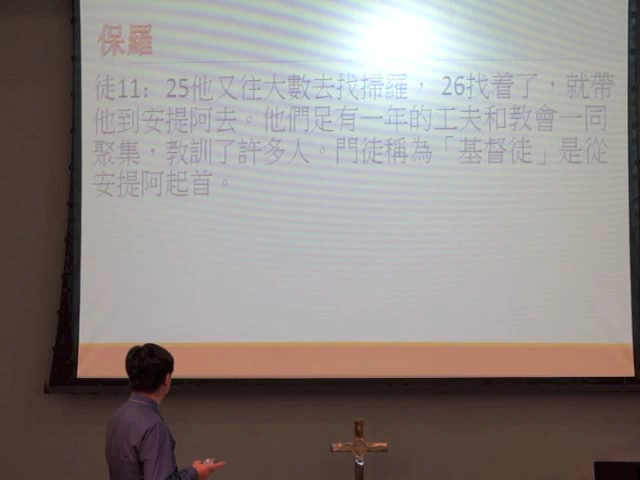 保羅
徒11：25他又往大數去找掃羅，26找着了，就帶
他到安提阿去。他們足有一年的工夫和教會一同
聚集，教訓了許多人。門徒稱為「基督徒」是從
安提阿起首。